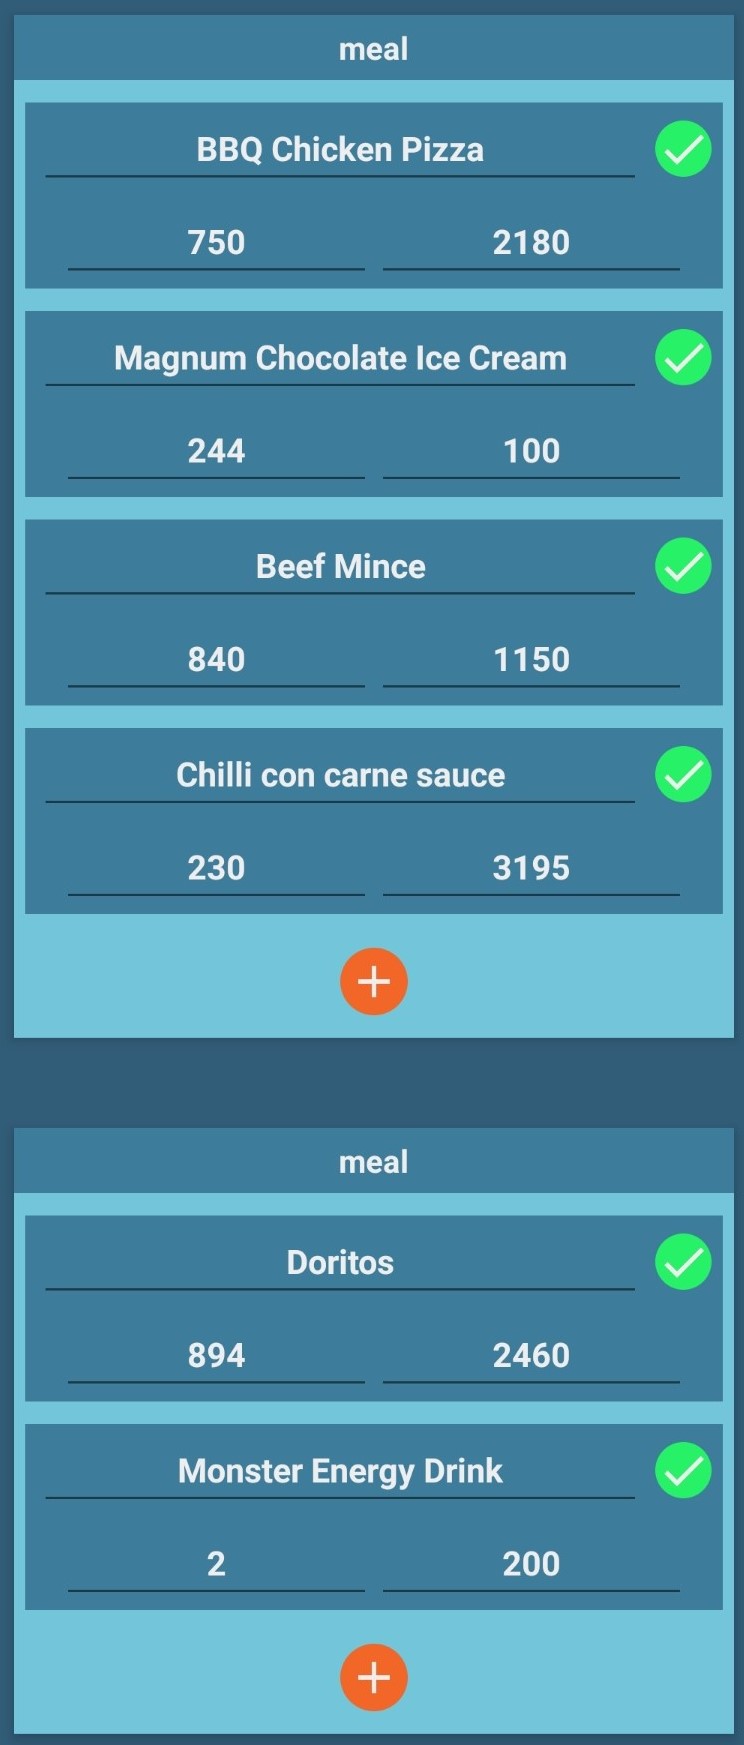 meal
BBQ Chicken Pizza
750 2180
Magnum Chocolate Ice Cream
244 100
Beef Mince
840 1150
Chilli con carne sauce
230 3195
meal
Doritos
894 2460
Monster Energy Drink
2 200